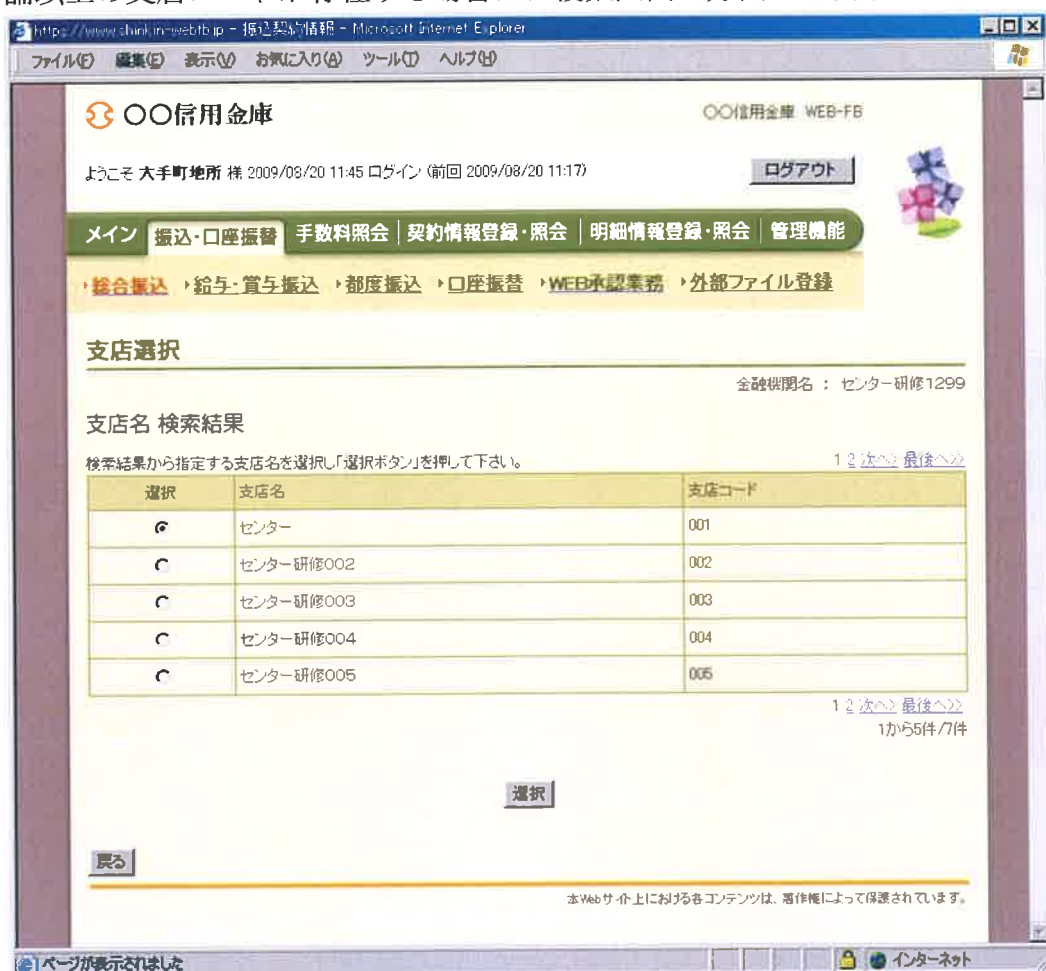 振込契約情報 - Microsoft Internet Explorer
ファイル(F) 編集(E) 表示(V) お気に入り(A) ツール(T) ヘルプ(H)
〇〇信用金庫
〇〇信用金庫 WEB-FB
ようこそ 大手町地所 様 2009/08/20 11:45 ログイン (前回 2009/08/20 11:17)
ログアウト
メイン 振込・口座振替 手数料照会 契約情報登録・照会 明細情報登録・照会 管理機能
総合振込 給与・賞与振込 都度振込 口座振替 WEB承認業務 外部ファイル登録
支店選択
金融機関名 : センター研修1299
支店名 検索結果
検索結果から指定する支店名を選択し「選択ボタン」を押して下さい。
1 2 次へ> 最後へ>>
選択 支店名 支店コード
センター 001
センター研修002 002
センター研修003 003
センター研修004 004
センター研修005 005
1 2 次へ> 最後へ>>
1から5件/7件
選択
戻る
本Webサイト上における各コンテンツは、著作権によって保護されています。
ページが表示されました
インターネット